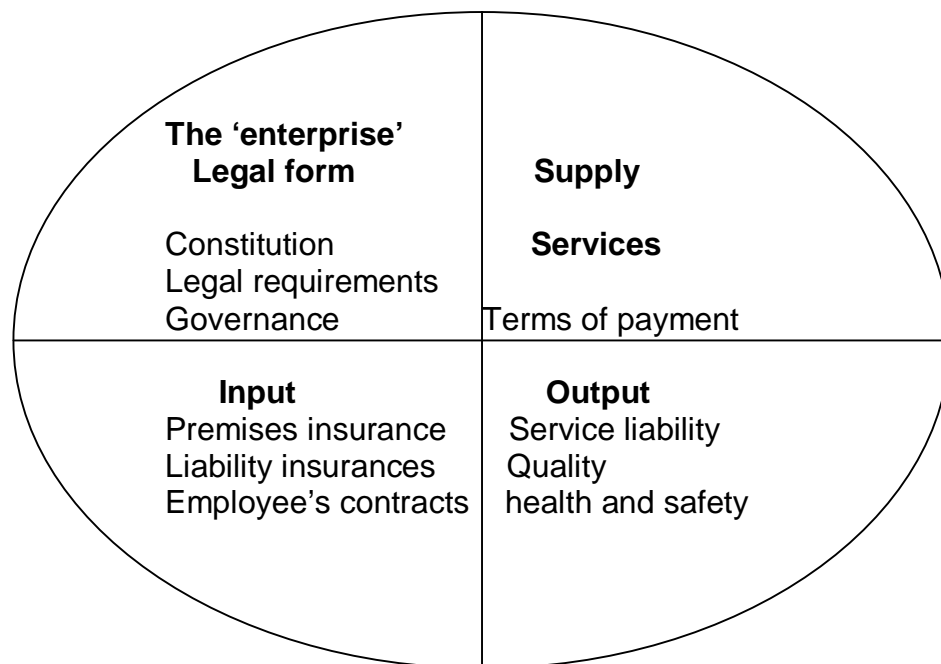 The ‘enterprise’
Legal form
Constitution
Legal requirements
Governance
Supply
Services
Terms of payment
Input
Premises insurance
Liability insurances
Employee’s contracts
Output
Service liability
Quality
health and safety